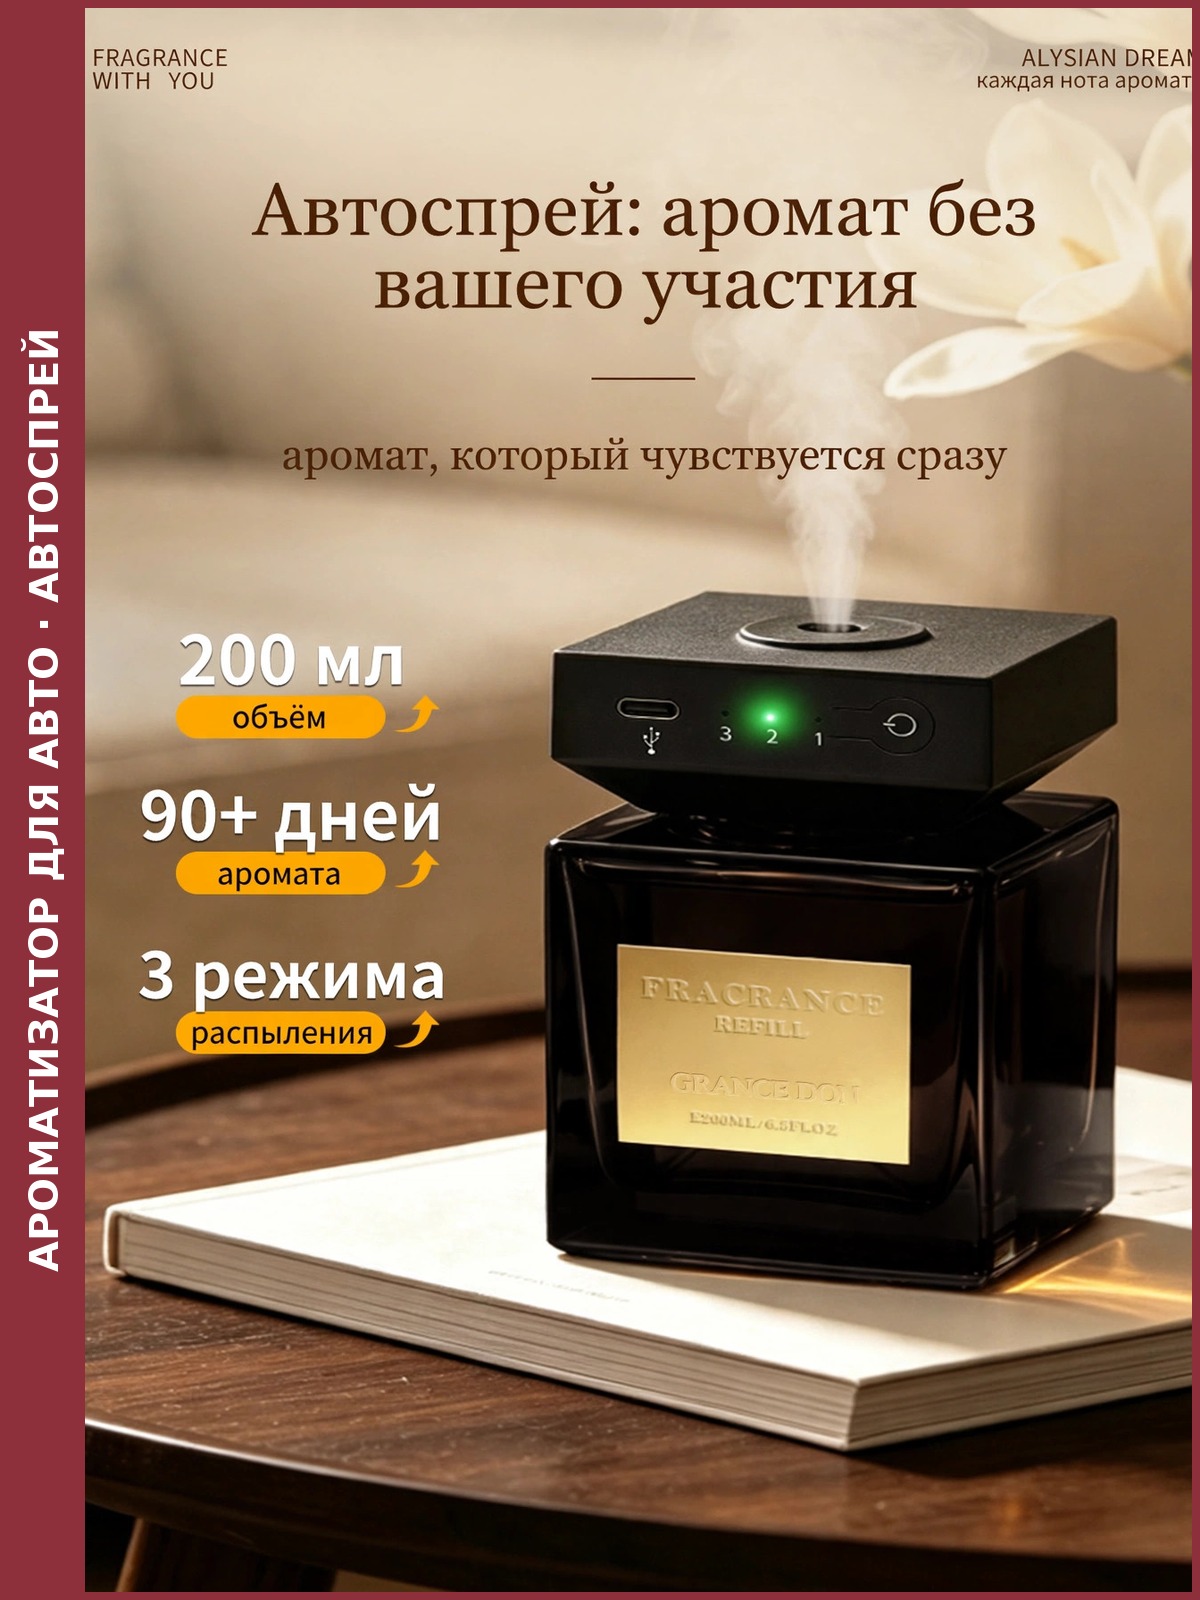 АРОМАТИЗАТОР ДЛЯ АВТО · АВТОСПРЕЙ
FRAGRANCE
WITH YOU
ALYSIAN DREAM
каждая нота аромат
Автоспрей: аромат без
вашего участия
аромат, который чувствуется сразу
200 мл
объём
90+ дней
аромата
3 режима
распыления
3 2 1
FRACRANCE
REFILL
GRANCE DON
E200ML/6.5FL.OZ